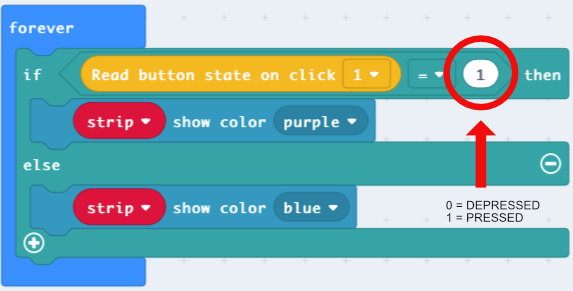 forever
if Read button state on click 1 = 1 then
strip show color purple
else
strip show color blue
0 = DEPRESSED
1 = PRESSED